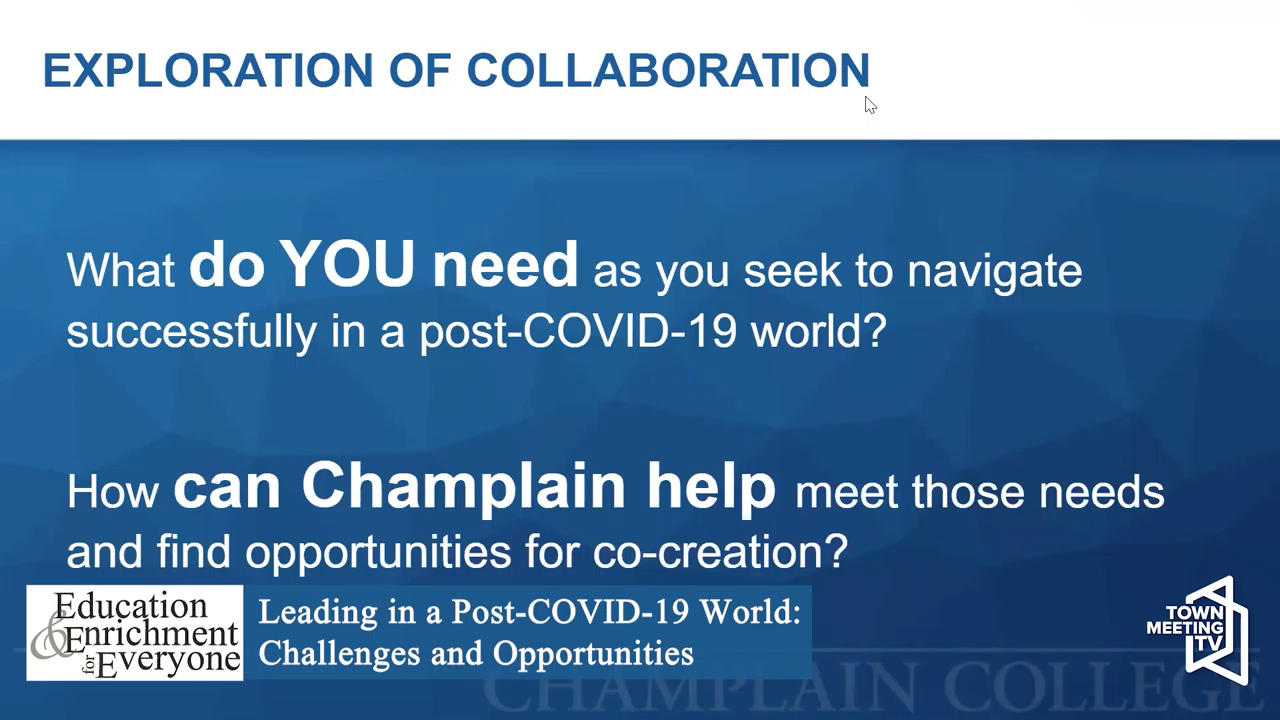 EXPLORATION OF COLLABORATION
What do YOU need as you seek to navigate
successfully in a post-COVID-19 world?
How can Champlain help meet those needs
and find opportunities for co-creation?
Education
& Enrichment
for Everyone
Leading in a Post-COVID-19 World:
Challenges and Opportunities
TOWN
MEETING
TV
CHAMPLAIN COLLEGE